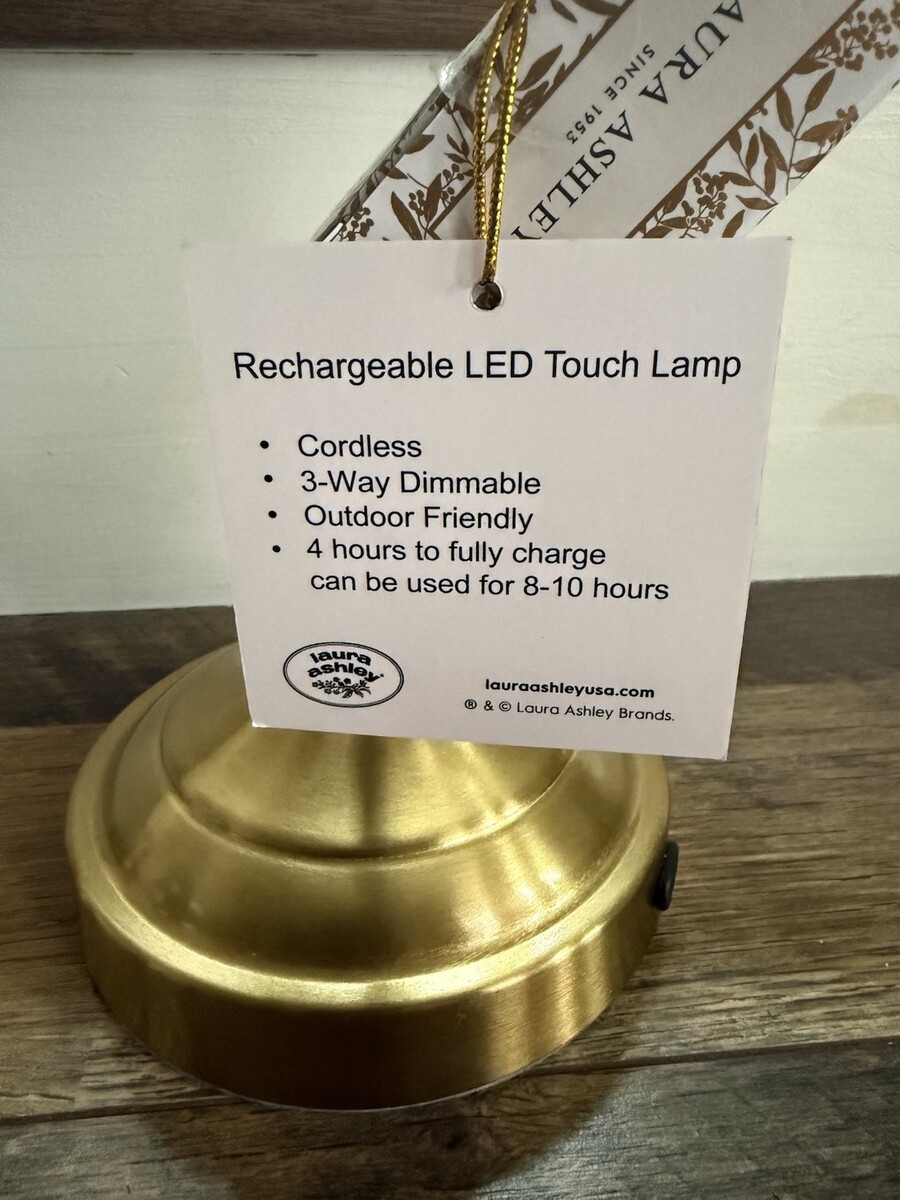 LAURA ASHLEY
SINCE 1953
Rechargeable LED Touch Lamp
• Cordless
• 3-Way Dimmable
• Outdoor Friendly
• 4 hours to fully charge
can be used for 8-10 hours
laura
ashley
lauraashleyusa.com
® & © Laura Ashley Brands.